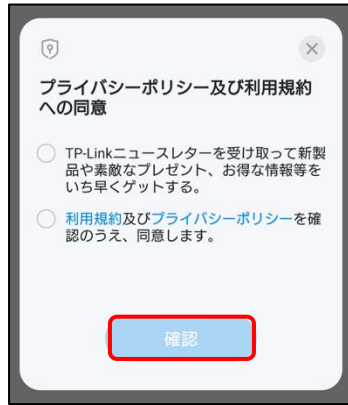 プライバシーポリシー及び利用規約
への同意
TP-Linkニュースレターを受け取って新製
品や素敵なプレゼント、お得な情報等を
いち早くゲットする。
利用規約及びプライバシーポリシーを確
認のうえ、同意します。
確認